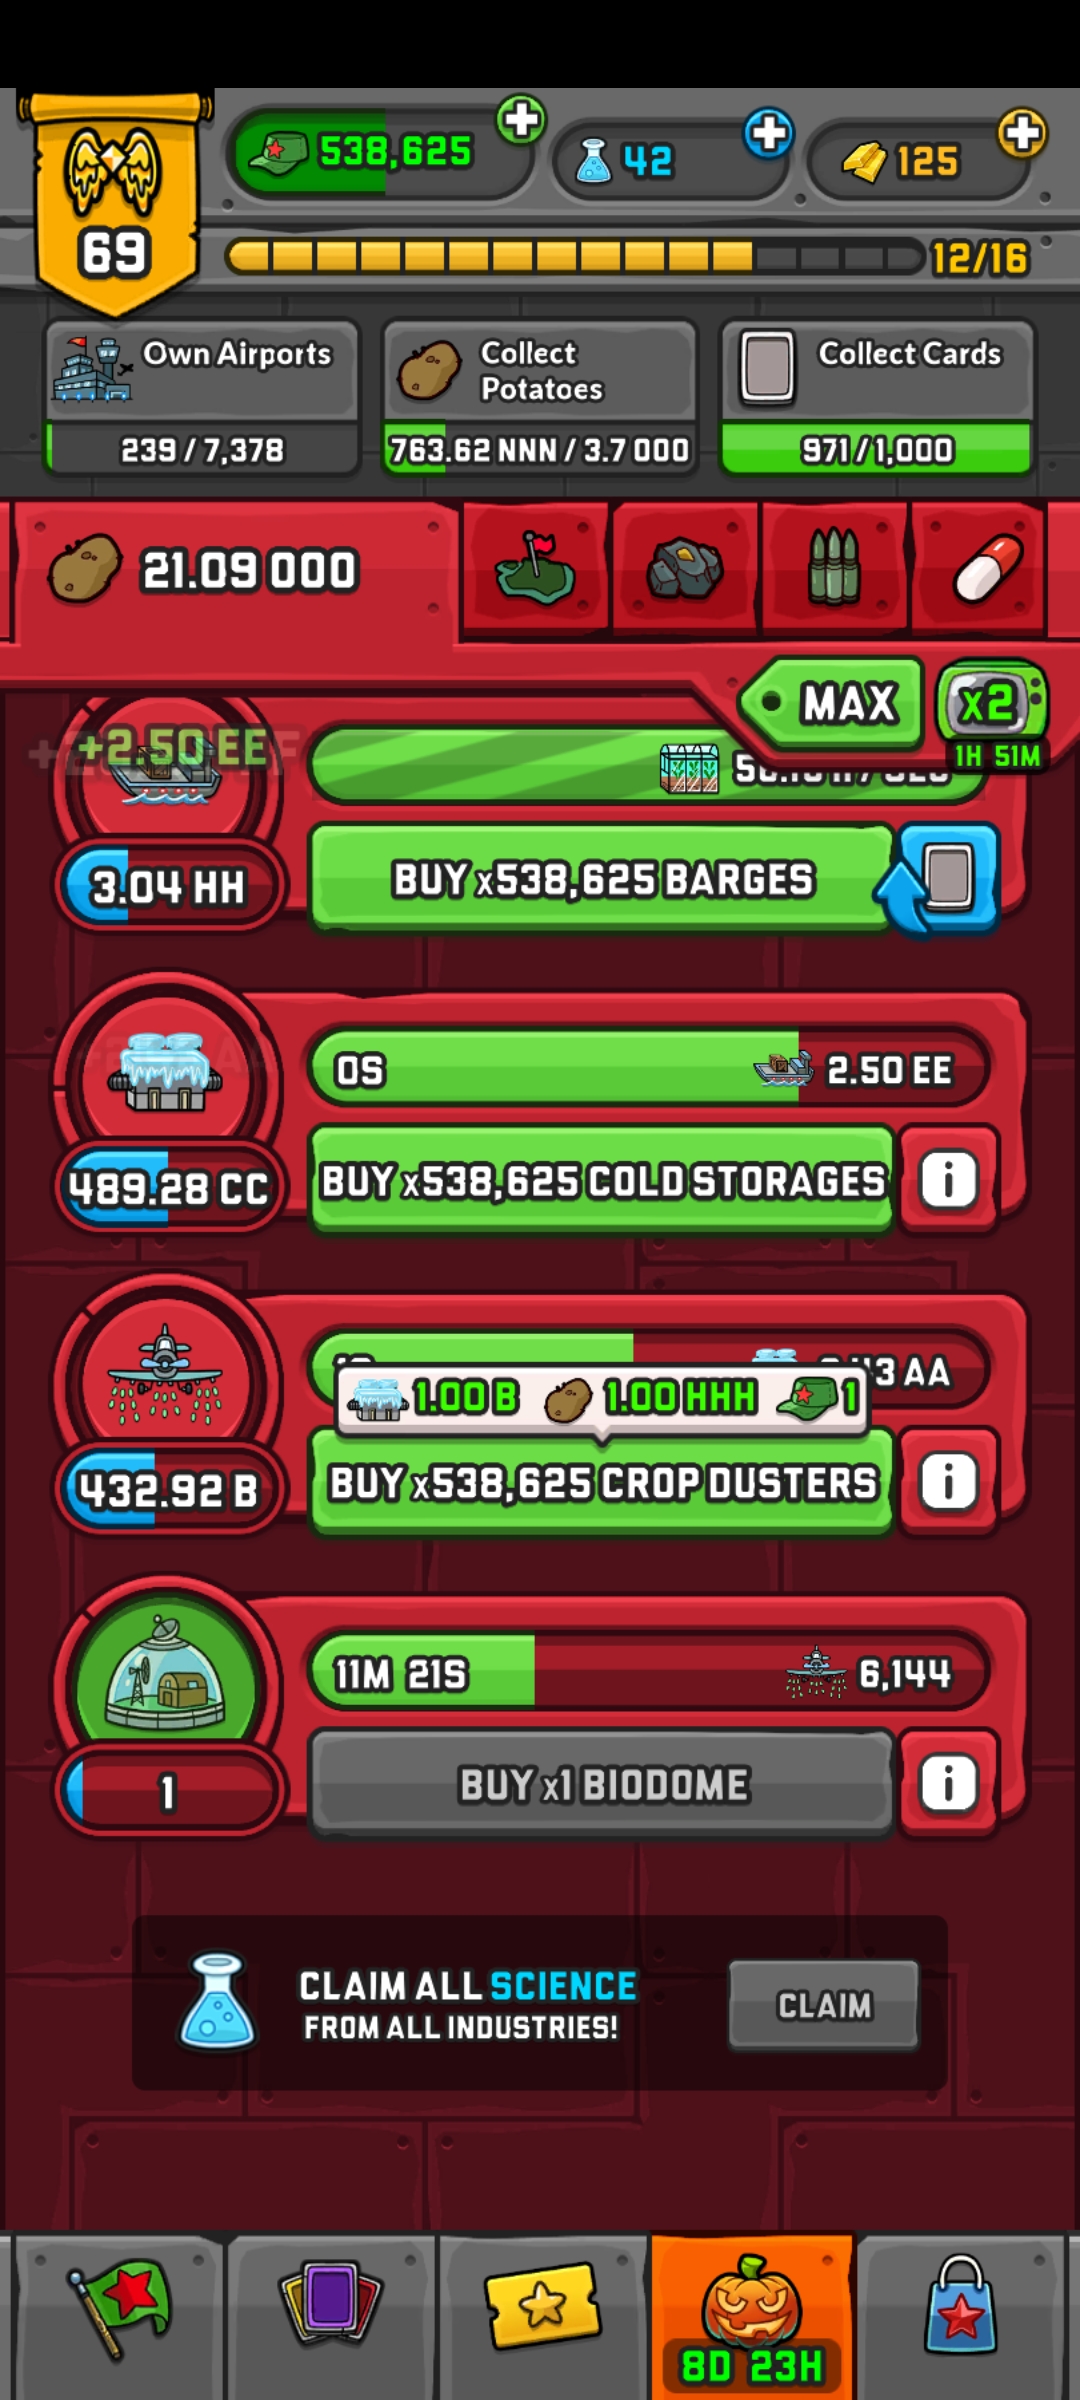 538,625
42
125
69
12/16
Own Airports
Collect
Potatoes
Collect Cards
239 / 7,378
763.62 NNN / 3.7 OOO
971 / 1,000
21.09 OOO
MAX
x2
1H 51M
+2.50 EE
3.04 HH
BUY x538,625 BARGES
0S
2.50 EE
489.28 CC
BUY x538,625 COLD STORAGES
i
3 AA
1.00 B
1.00 HHH
1
432.92 B
BUY x538,625 CROP DUSTERS
i
11M 21S
6,144
1
BUY x1 BIODOME
i
CLAIM ALL SCIENCE
FROM ALL INDUSTRIES!
CLAIM
8D 23H